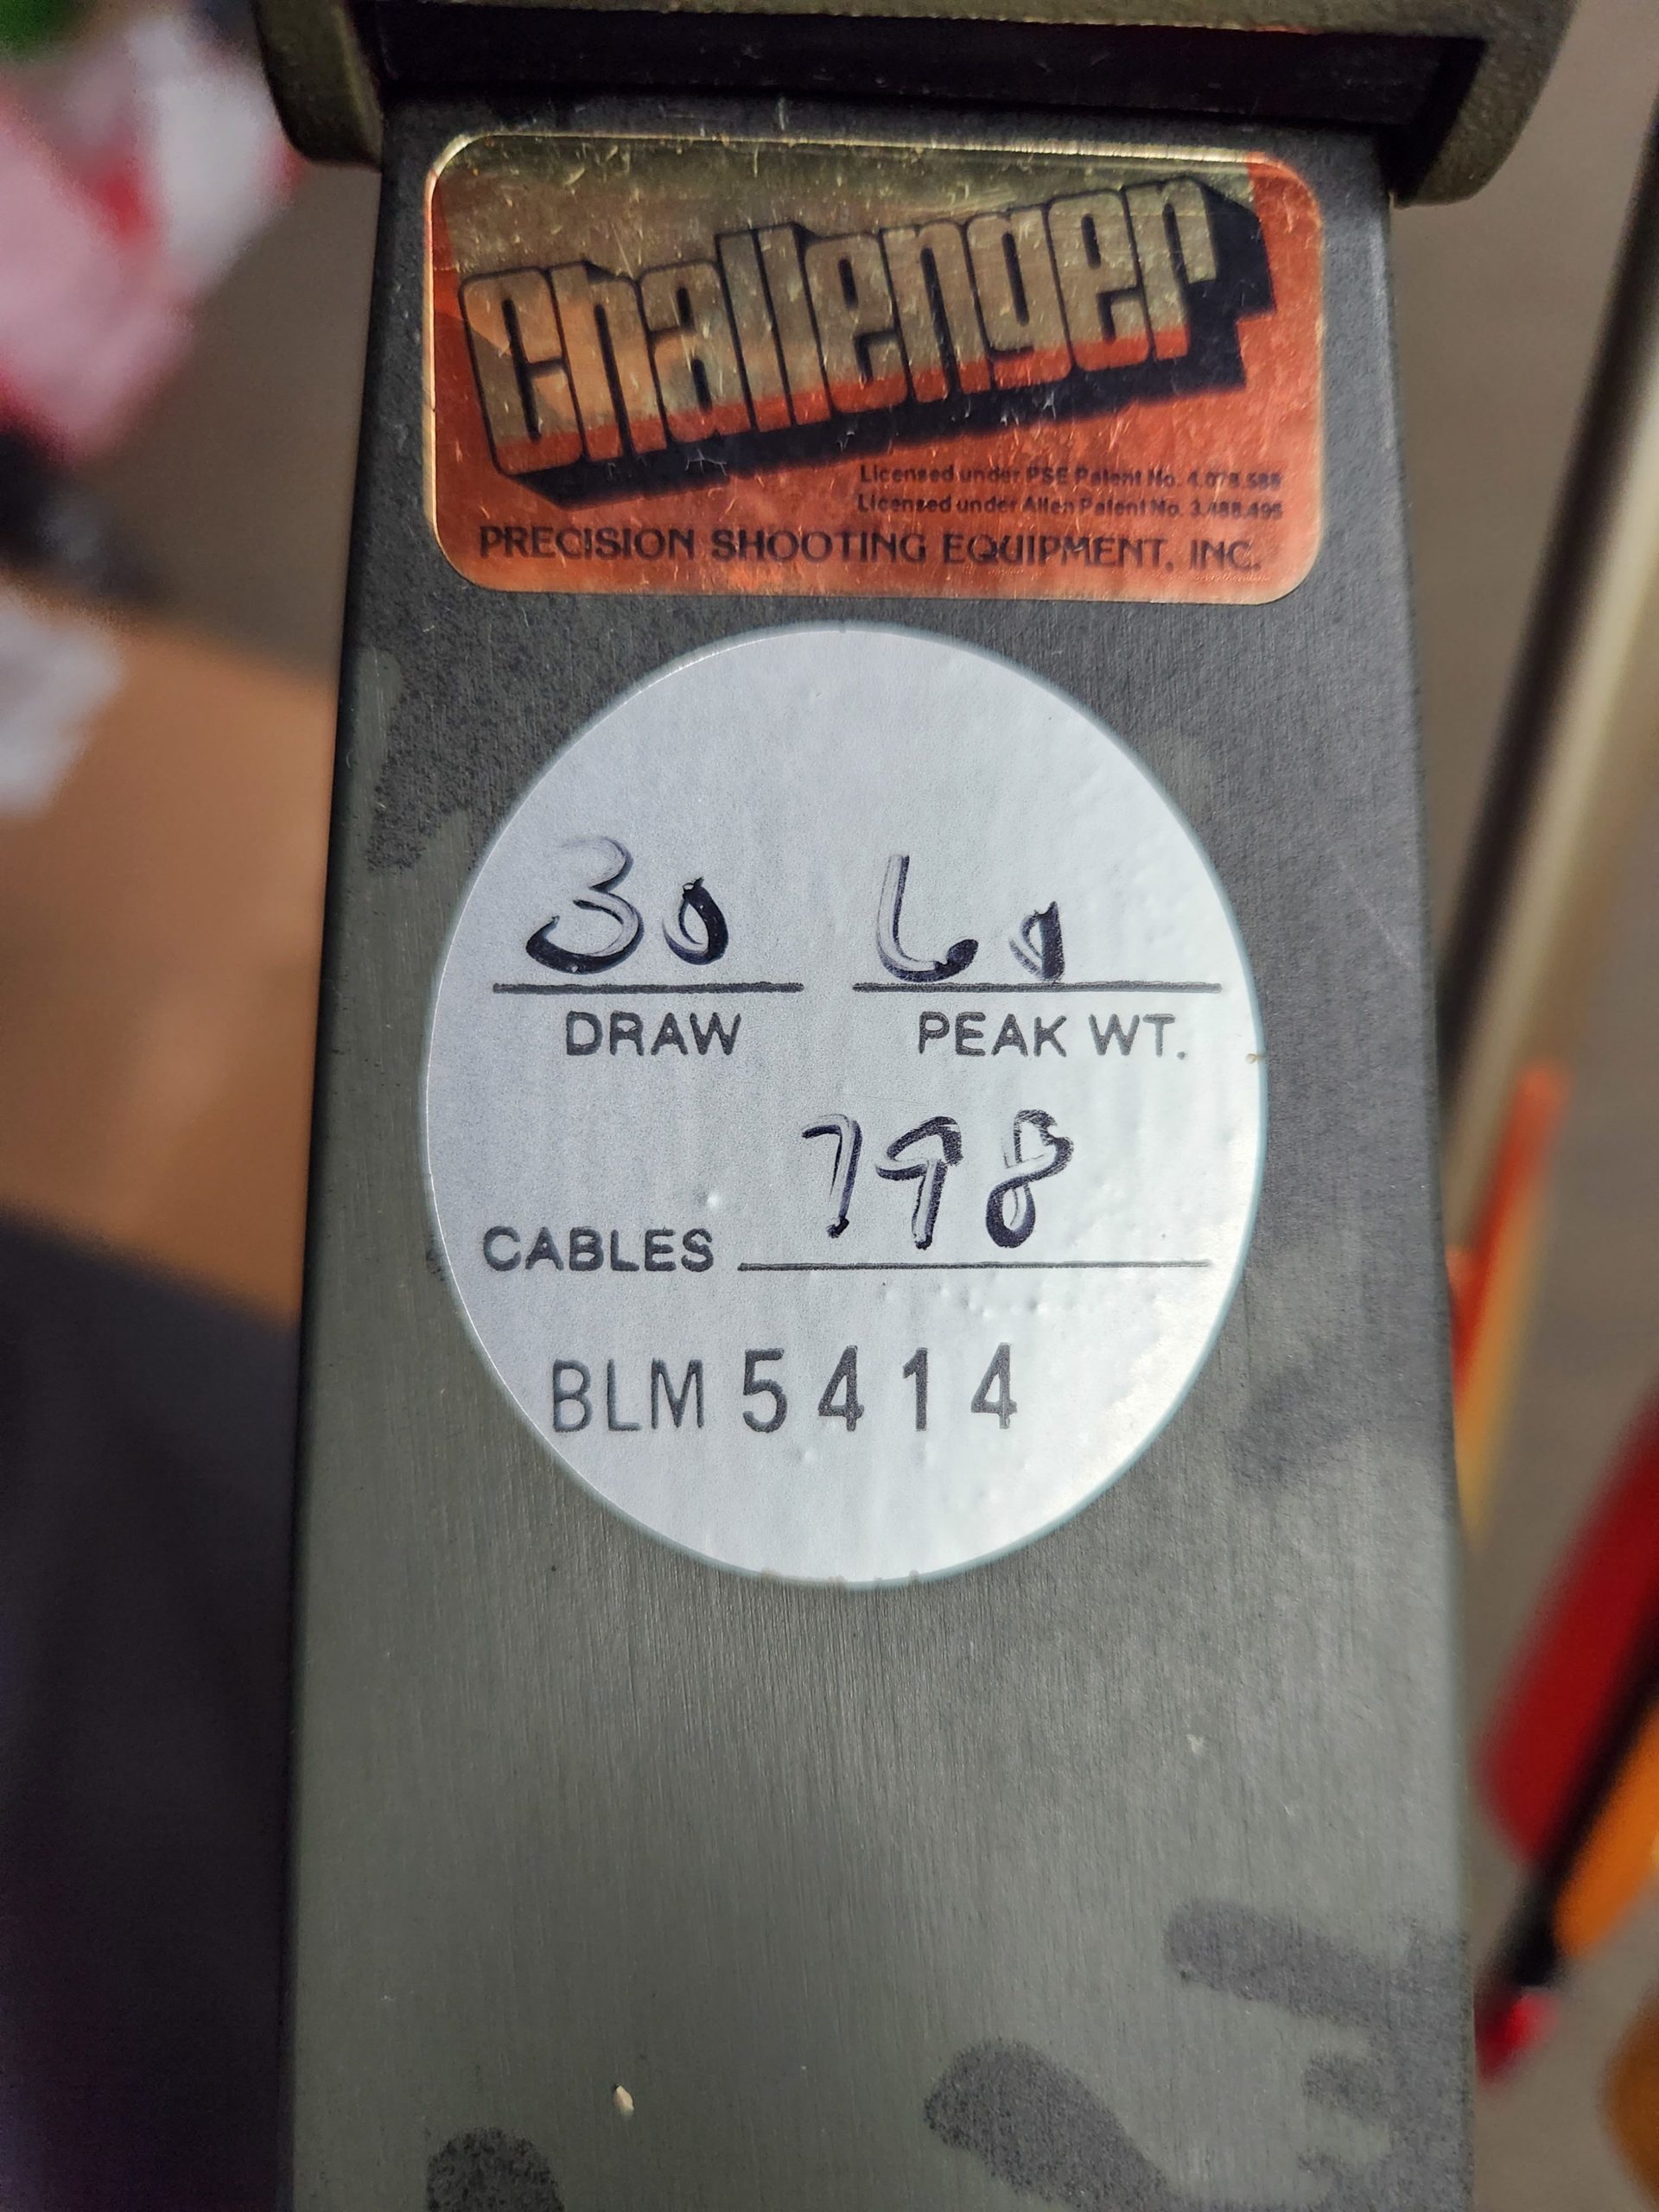 Challenger
Licensed under PSE Patent No. 4.078.588
Licensed under Allen Patent No. 3.488.495
PRECISION SHOOTING EQUIPMENT, INC.
30 60
DRAW PEAK WT.
CABLES 798
BLM 5414